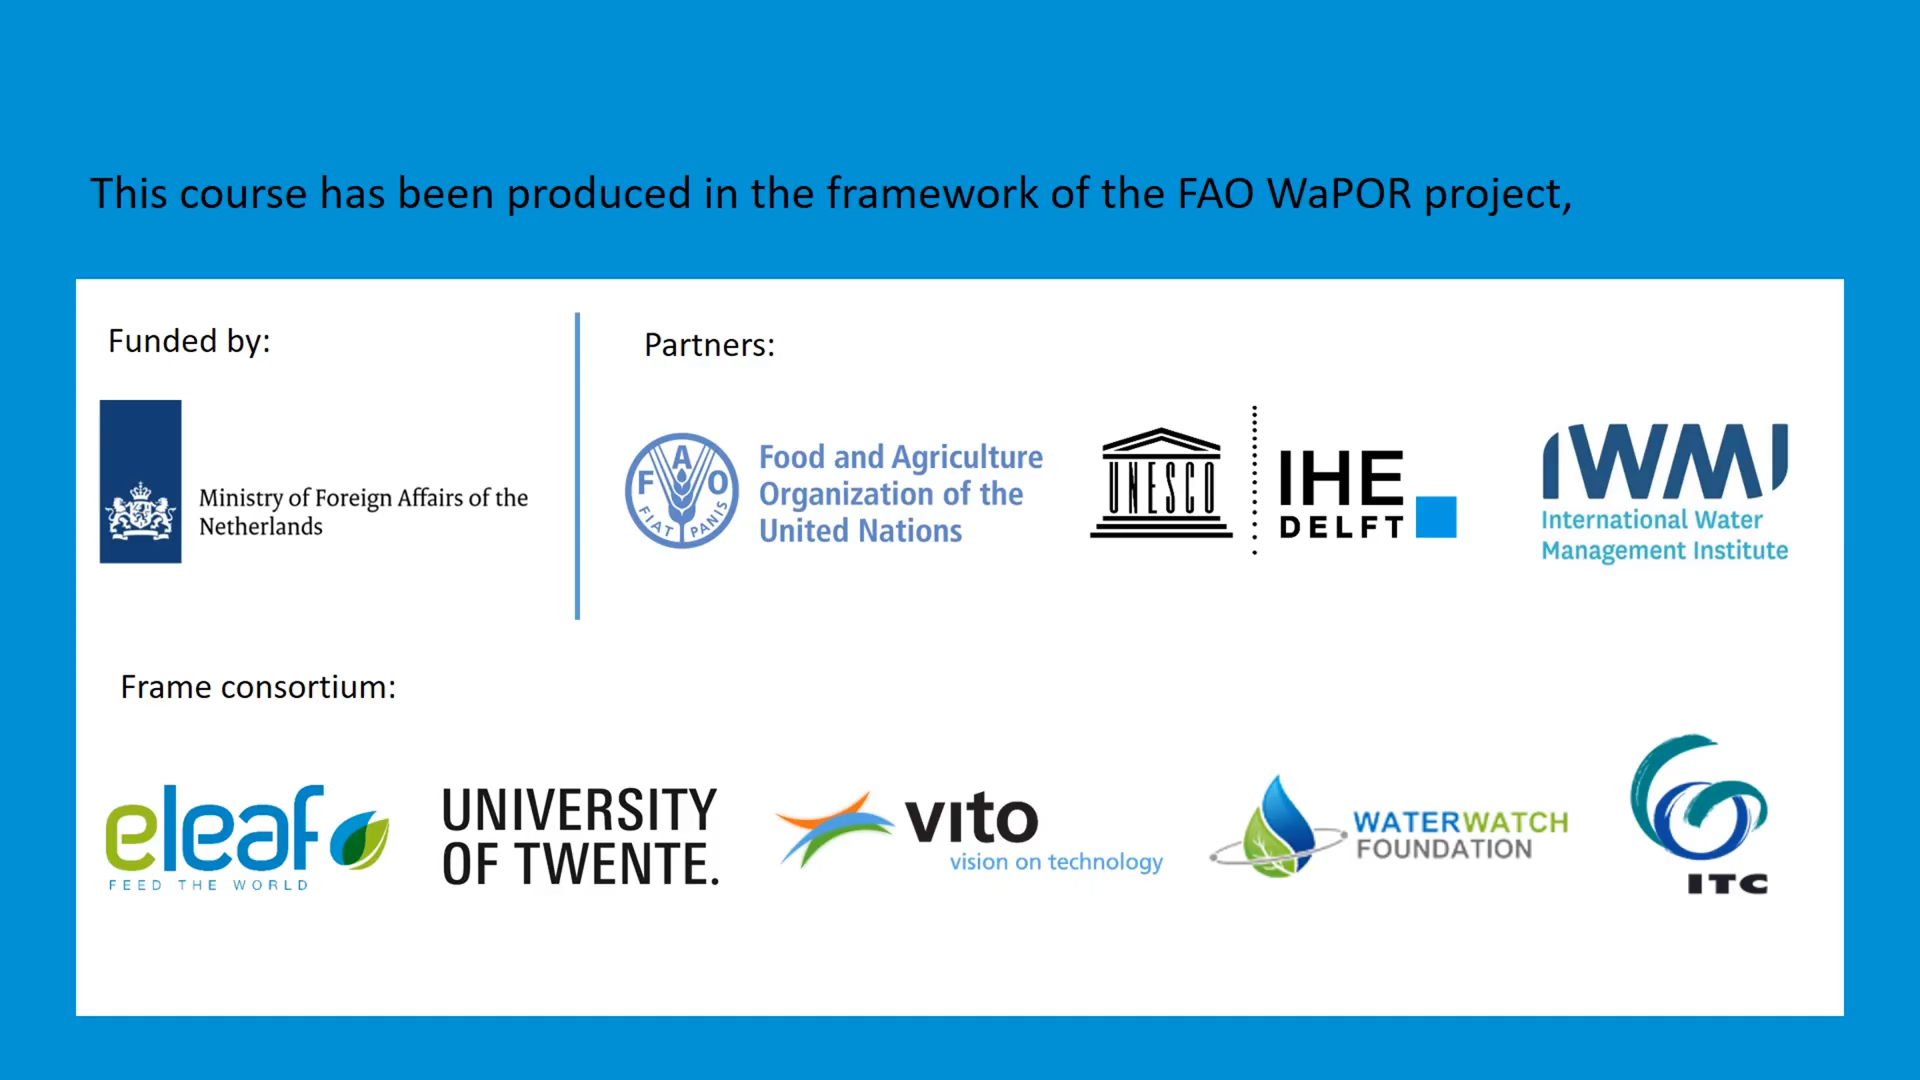 This course has been produced in the framework of the FAO WaPOR project,
Funded by:
Ministry of Foreign Affairs of the
Netherlands
Partners:
FAO
FIAT PANIS
Food and Agriculture
Organization of the
United Nations
UNESCO
IHE
DELFT
IWMI
International Water
Management Institute
Frame consortium:
eleaf
FEED THE WORLD
UNIVERSITY
OF TWENTE.
vito
vision on technology
WATERWATCH
FOUNDATION
ITC